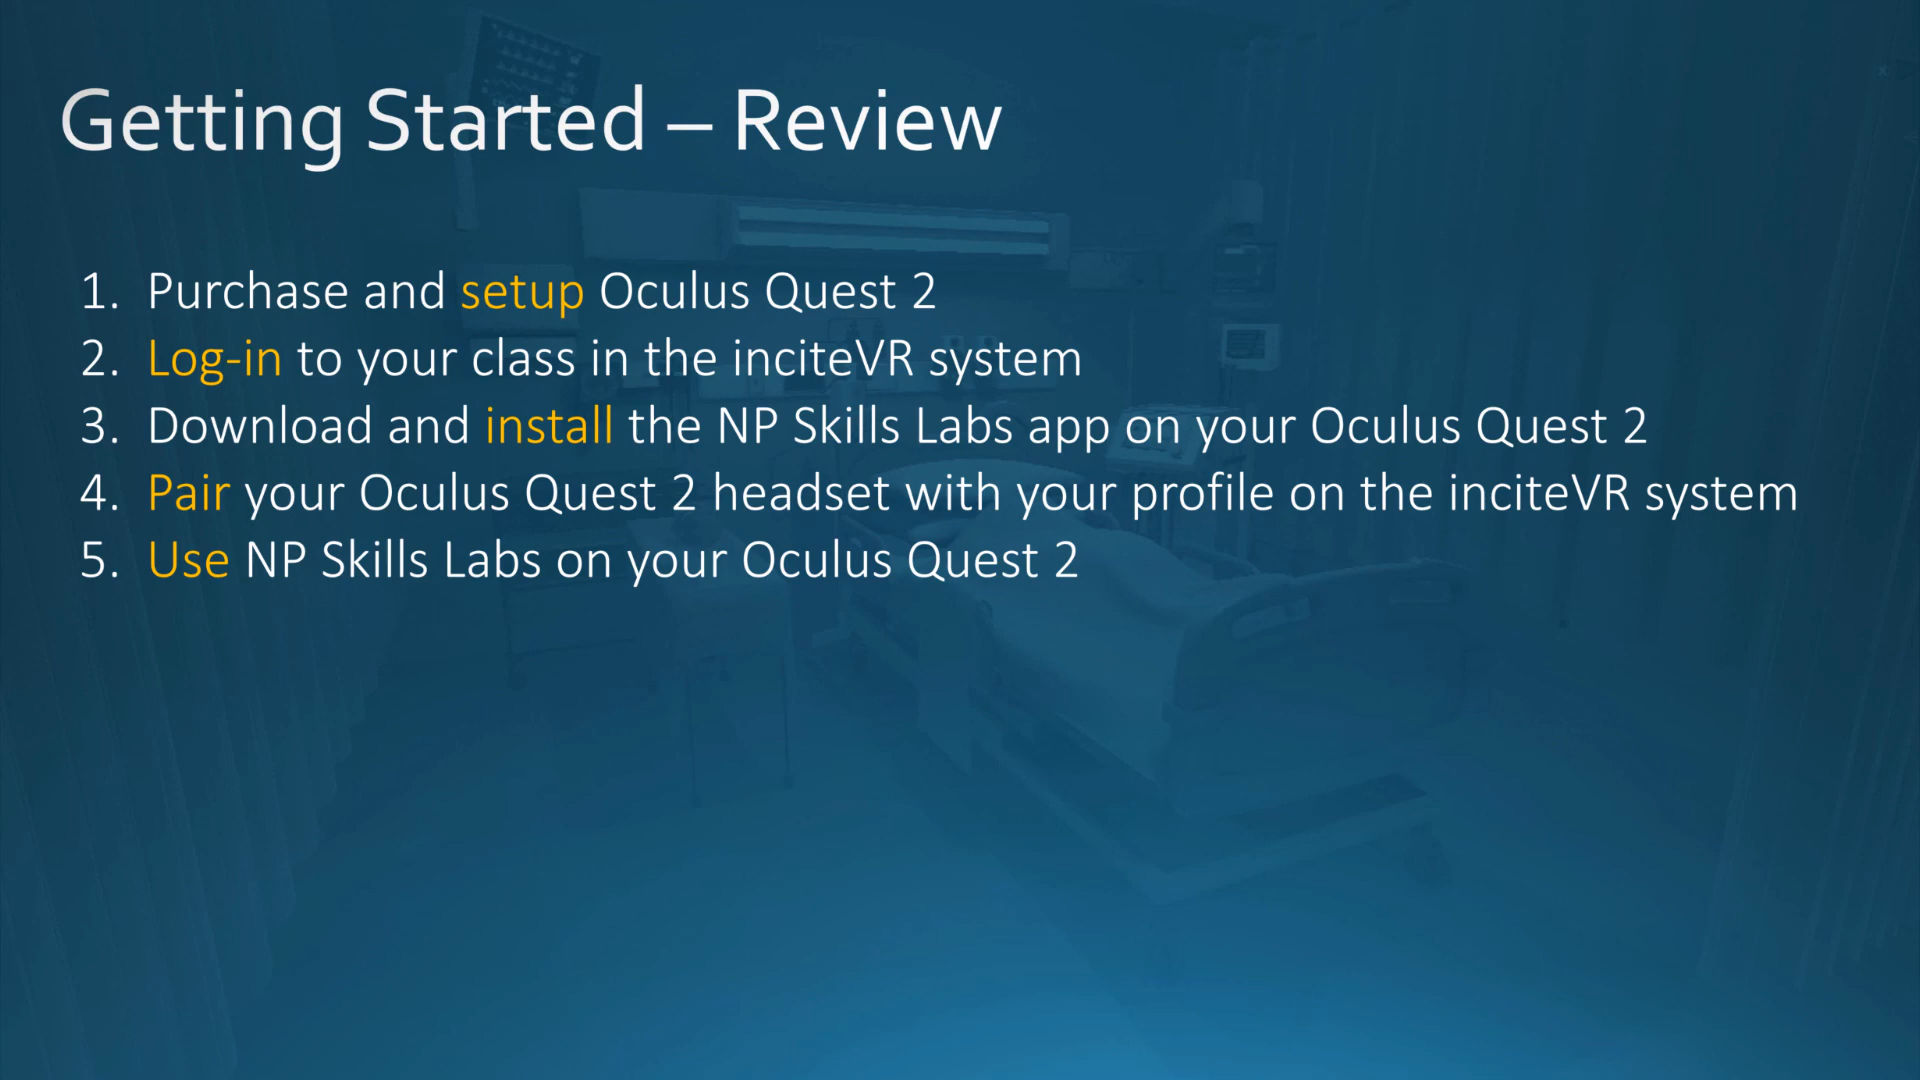 Getting Started – Review
1. Purchase and setup Oculus Quest 2
2. Log-in to your class in the inciteVR system
3. Download and install the NP Skills Labs app on your Oculus Quest 2
4. Pair your Oculus Quest 2 headset with your profile on the inciteVR system
5. Use NP Skills Labs on your Oculus Quest 2